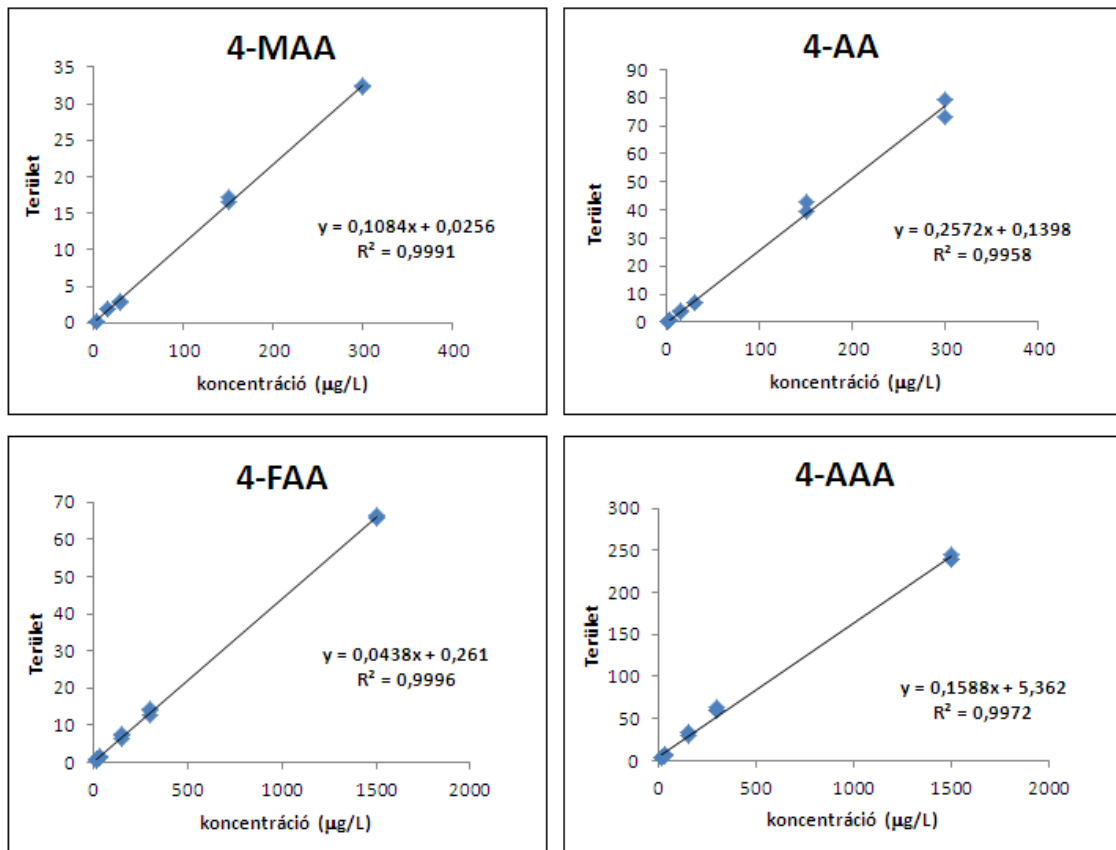 4-MAA
35
30
25
20
15
10
5
0
Terület
y = 0,1084x + 0,0256
R² = 0,9991
0 100 200 300 400
koncentráció (µg/L)
4-AA
90
80
70
60
50
40
30
20
10
0
Terület
y = 0,2572x + 0,1398
R² = 0,9958
0 100 200 300 400
koncentráció (µg/L)
4-FAA
70
60
50
40
30
20
10
0
Terület
y = 0,0438x + 0,261
R² = 0,9996
0 500 1000 1500 2000
koncentráció (µg/L)
4-AAA
300
250
200
150
100
50
0
Terület
y = 0,1588x + 5,362
R² = 0,9972
0 500 1000 1500 2000
koncentráció (µg/L)